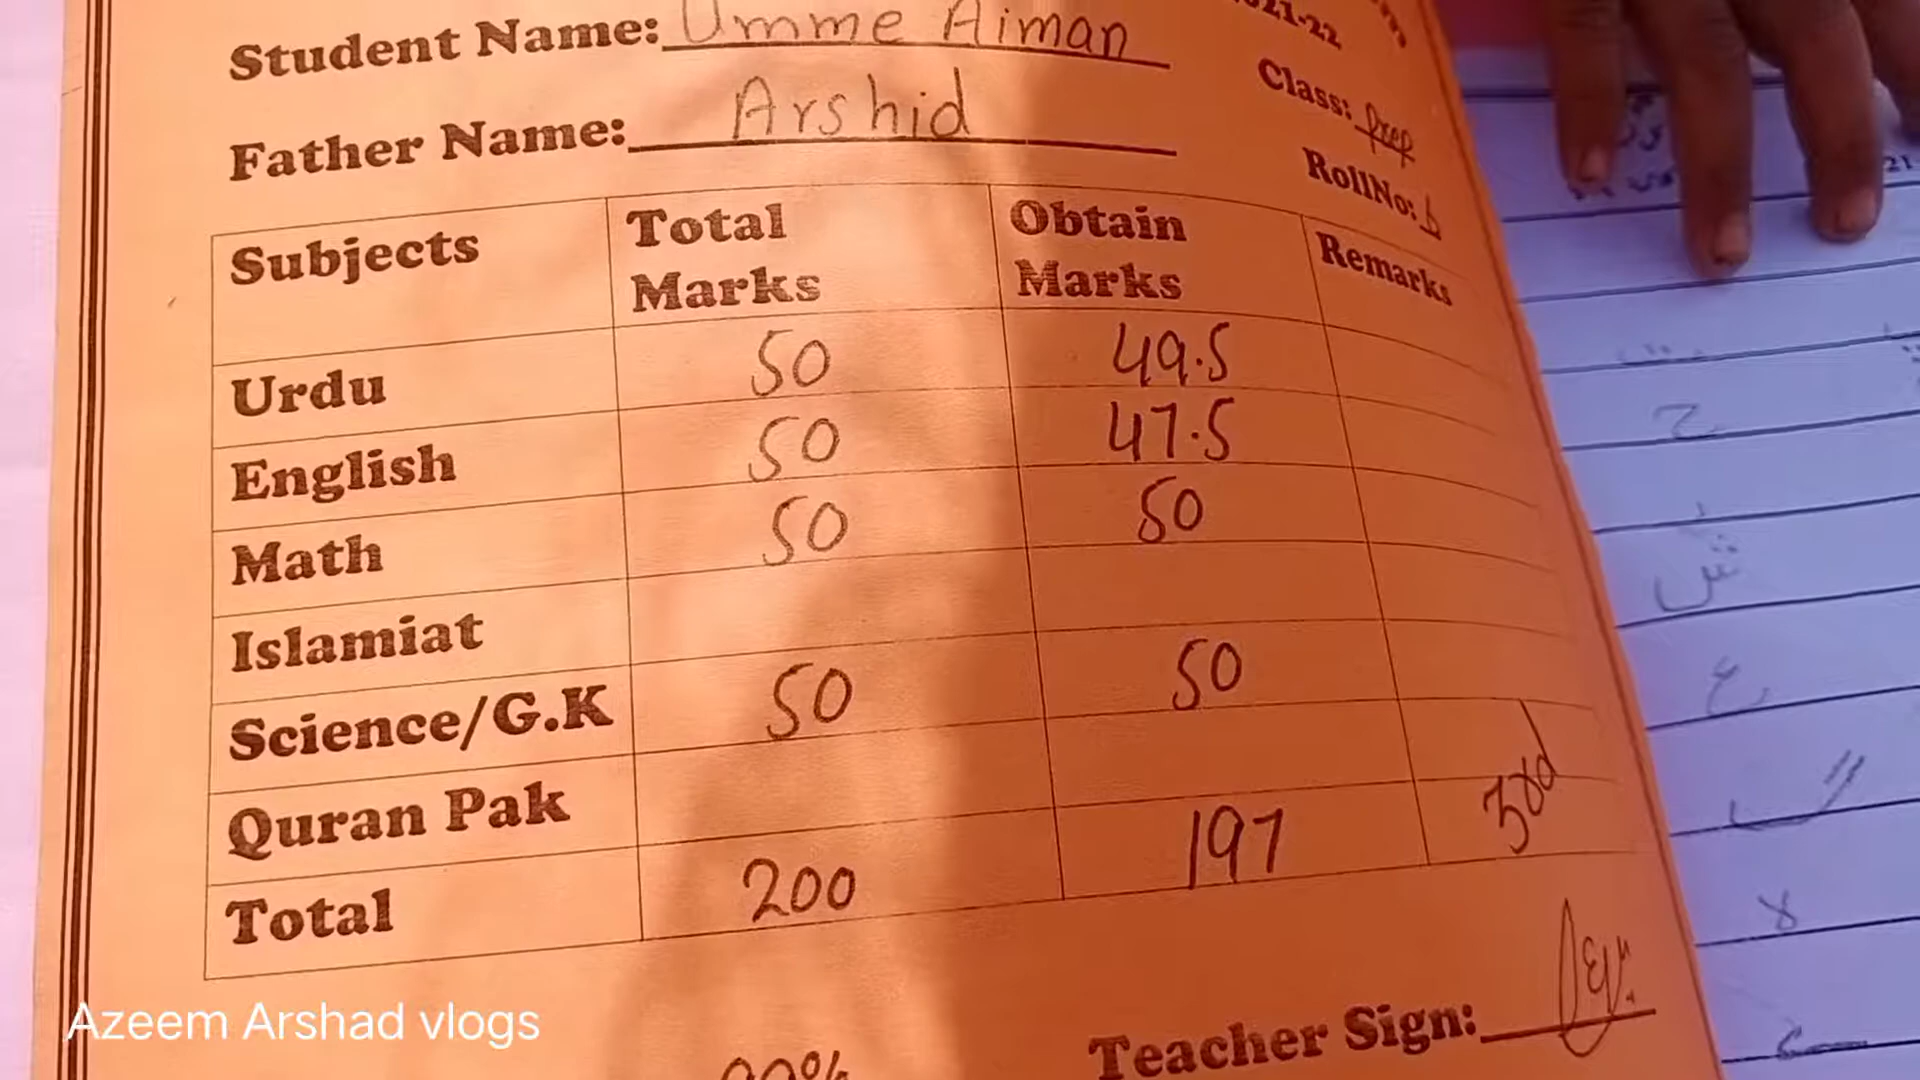 021-22
Student Name: Umme Aiman
Class: Prep
Father Name: Arshid
RollNo:
Subjects Total Marks Obtain Marks Remarks
Urdu 50 49.5
English 50 47.5
Math 50 50
Islamiat
Science/G.K 50 50
Quran Pak
Total 200 197 3rd
Teacher Sign:
Azeem Arshad vlogs